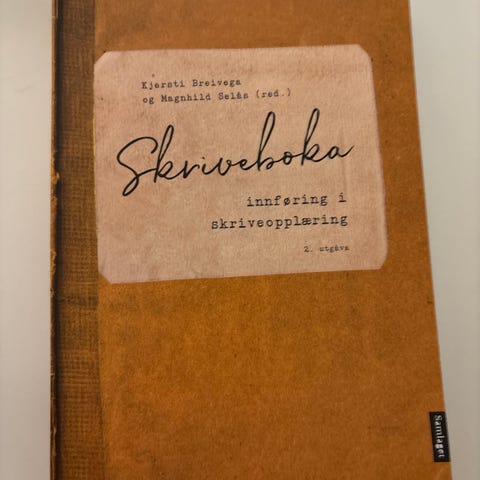 Kjersti Breivega
og Magnhild Selås (red.)
Skriveboka
innføring i
skriveopplæring
2. utgåva
Samlaget